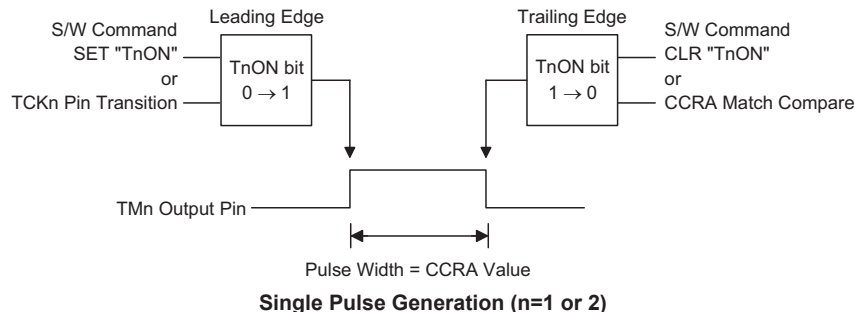 Leading Edge
S/W Command
SET "TnON"
or
TCKn Pin Transition
TnON bit
0 → 1
Trailing Edge
TnON bit
1 → 0
S/W Command
CLR "TnON"
or
CCRA Match Compare
TMn Output Pin
Pulse Width = CCRA Value
Single Pulse Generation (n=1 or 2)